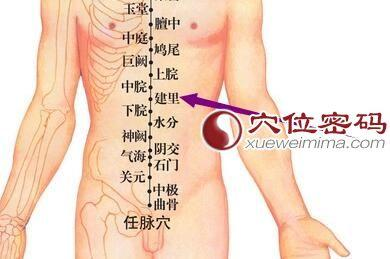 玉堂
膻中
中庭
鸠尾
巨阙
上脘
中脘
建里
下脘
水分
神阙
阴交
气海
石门
关元
中极
曲骨
任脉穴
穴位密码
xueweimima.com